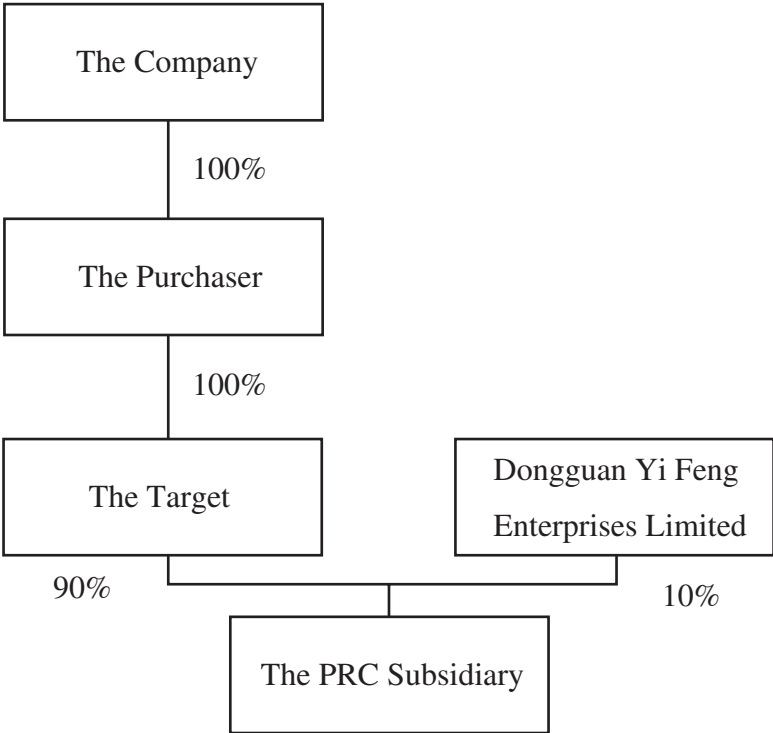 The Company
100%
The Purchaser
100%
The Target
Dongguan Yi Feng
Enterprises Limited
90%
10%
The PRC Subsidiary